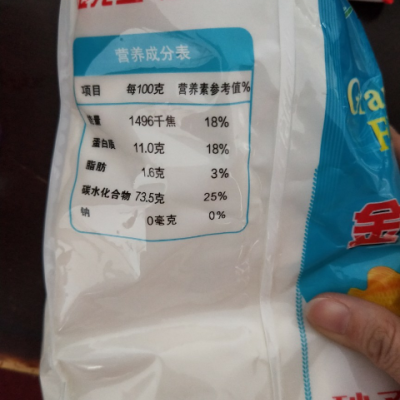 营养成分表
项目 每100克 营养素参考值%
能量 1496千焦 18%
蛋白质 11.0克 18%
脂肪 1.6克 3%
碳水化合物 73.5克 25%
钠 0毫克 0%
金